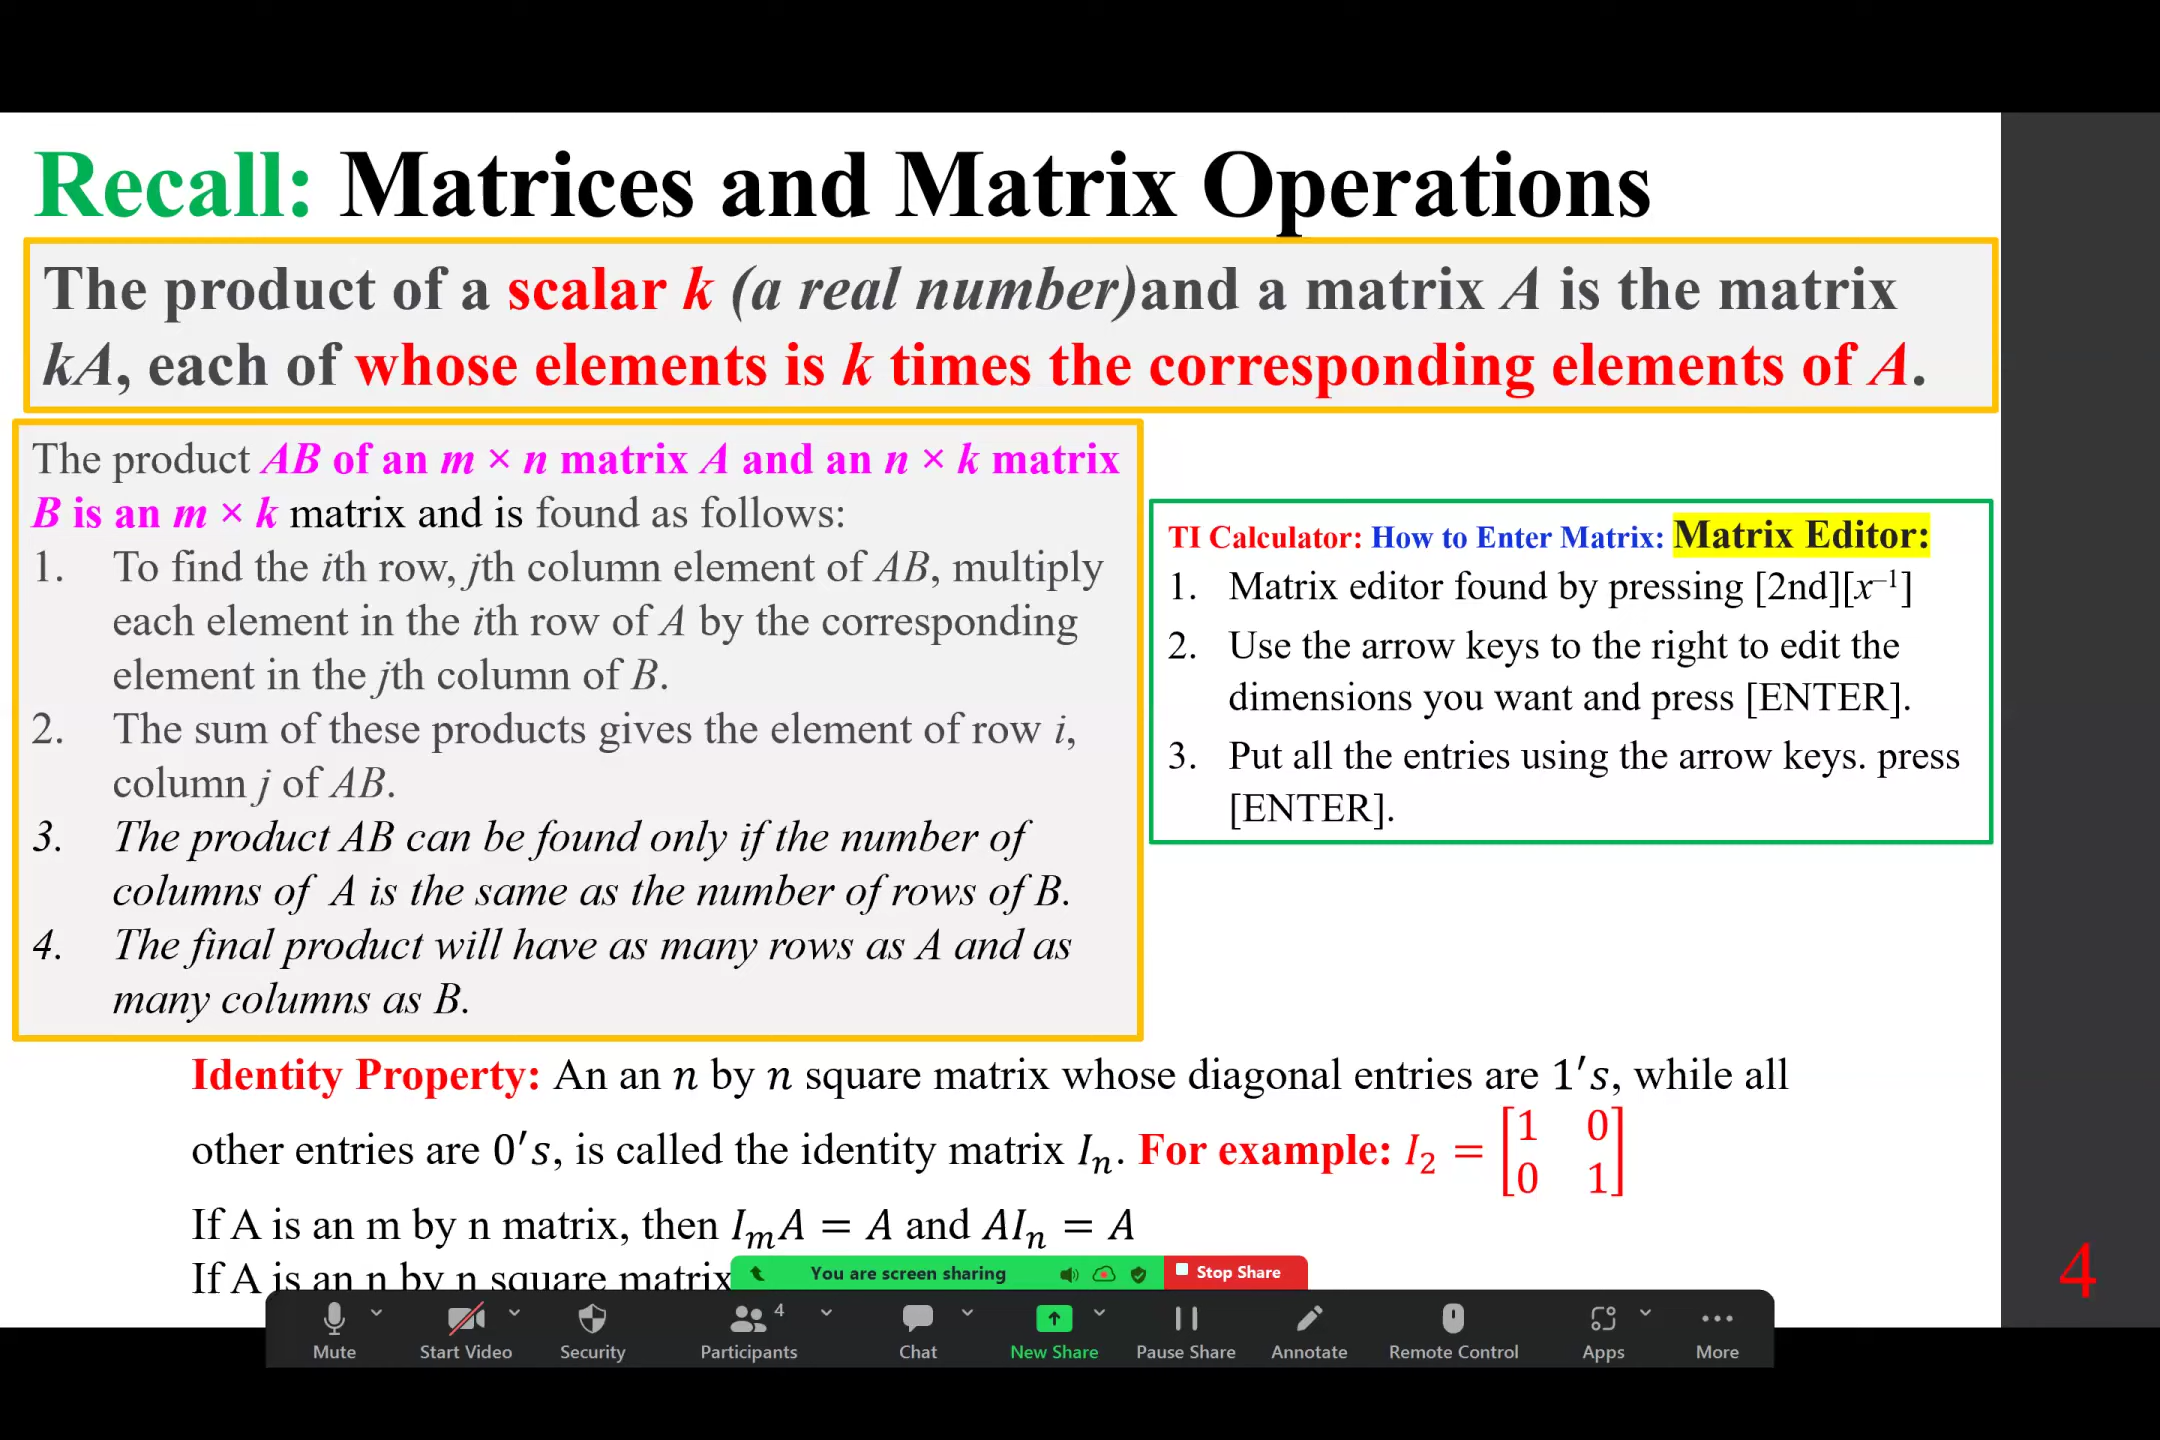 Recall: Matrices and Matrix Operations
The product of a scalar k (a real number)and a matrix A is the matrix
kA, each of whose elements is k times the corresponding elements of A.
The product AB of an m × n matrix A and an n × k matrix
B is an m × k matrix and is found as follows:
1. To find the ith row, jth column element of AB, multiply
each element in the ith row of A by the corresponding
element in the jth column of B.
2. The sum of these products gives the element of row i,
column j of AB.
3. The product AB can be found only if the number of
columns of A is the same as the number of rows of B.
4. The final product will have as many rows as A and as
many columns as B.
TI Calculator: How to Enter Matrix: Matrix Editor:
1. Matrix editor found by pressing [2nd][x⁻¹]
2. Use the arrow keys to the right to edit the
dimensions you want and press [ENTER].
3. Put all the entries using the arrow keys. press
[ENTER].
Identity Property: An an n by n square matrix whose diagonal entries are 1's, while all
other entries are 0's, is called the identity matrix Iₙ. For example: I₂ = [1 0
0 1]
If A is an m by n matrix, then IₘA = A and AIₙ = A
If A is an n by n square matrix
4
You are screen sharing Stop Share
4
Mute Start Video Security Participants Chat New Share Pause Share Annotate Remote Control Apps More